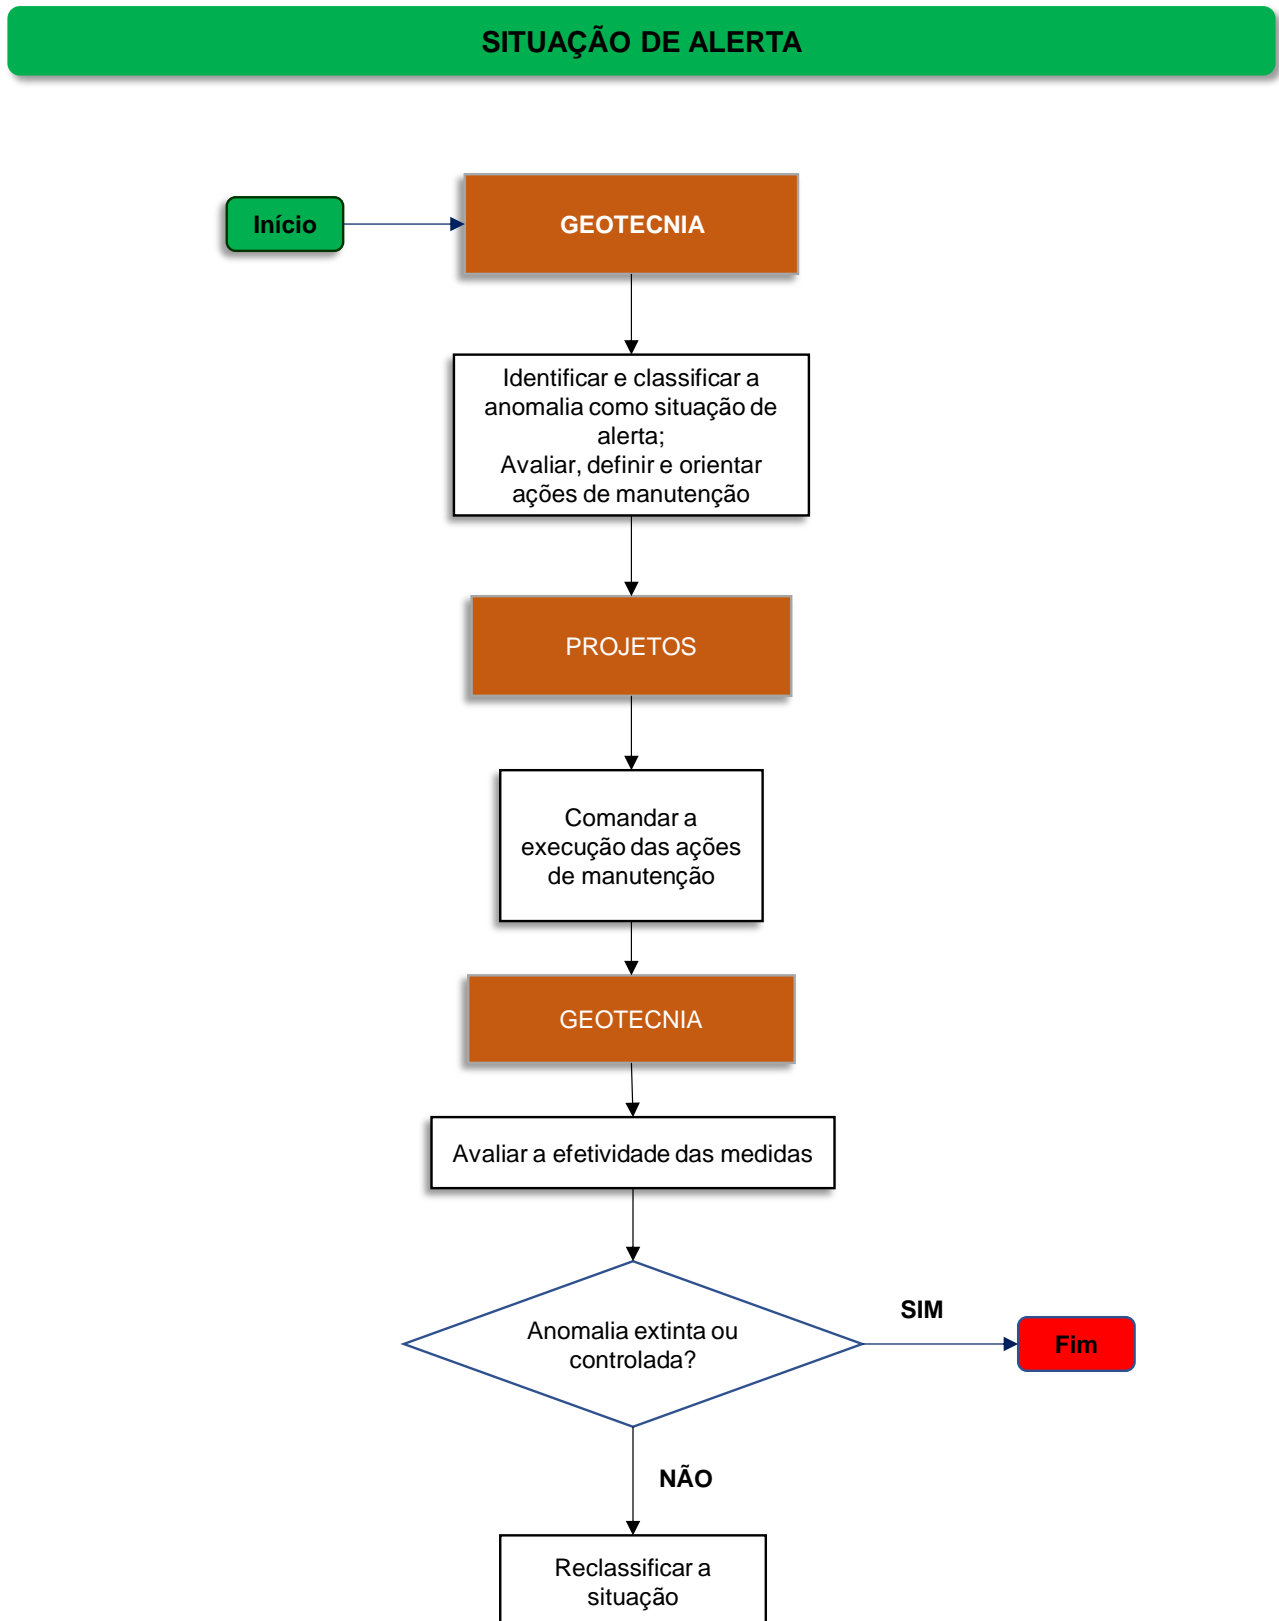 SITUAÇÃO DE ALERTA
Início
GEOTECNIA
Identificar e classificar a
anomalia como situação de
alerta;
Avaliar, definir e orientar
ações de manutenção
PROJETOS
Comandar a
execução das ações
de manutenção
GEOTECNIA
Avaliar a efetividade das medidas
Anomalia extinta ou
controlada?
SIM
Fim
NÃO
Reclassificar a
situação